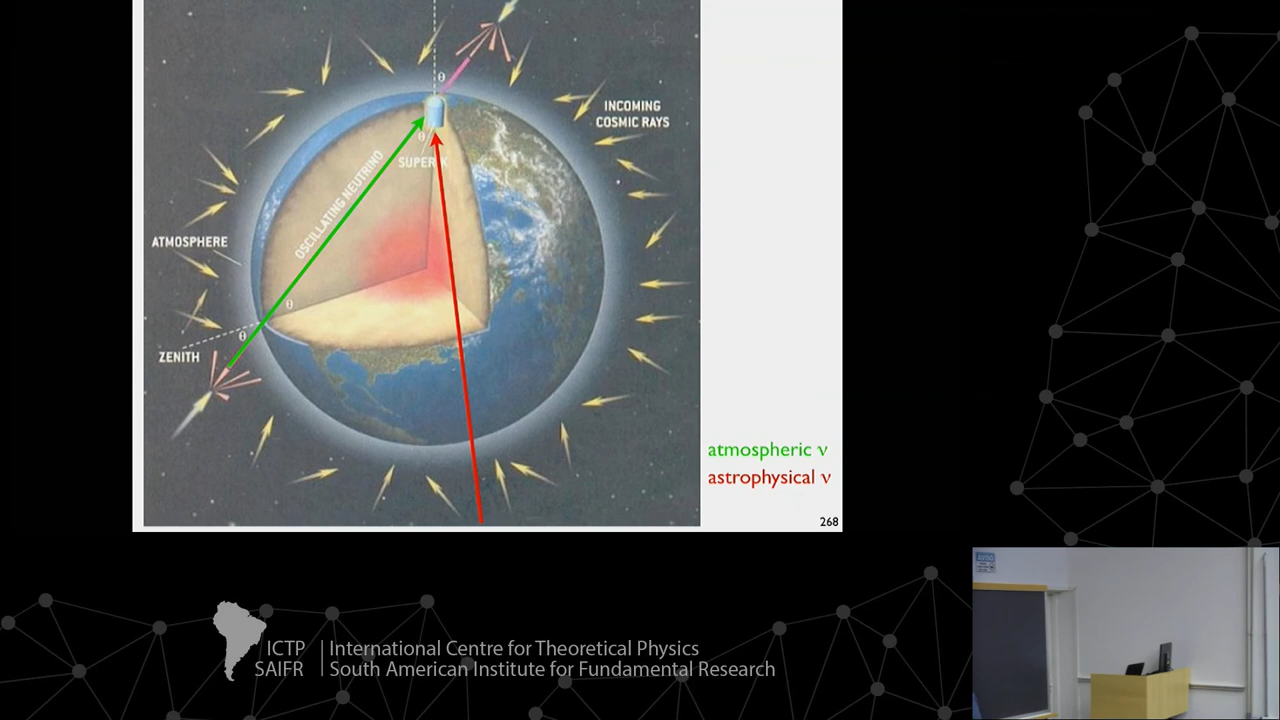 θ
INCOMING
COSMIC RAYS
θ
SUPER K
OSCILLATING NEUTRINO
ATMOSPHERE
θ
θ
ZENITH
atmospheric ν
astrophysical ν
268
ICTP
SAIFR
International Centre for Theoretical Physics
South American Institute for Fundamental Research